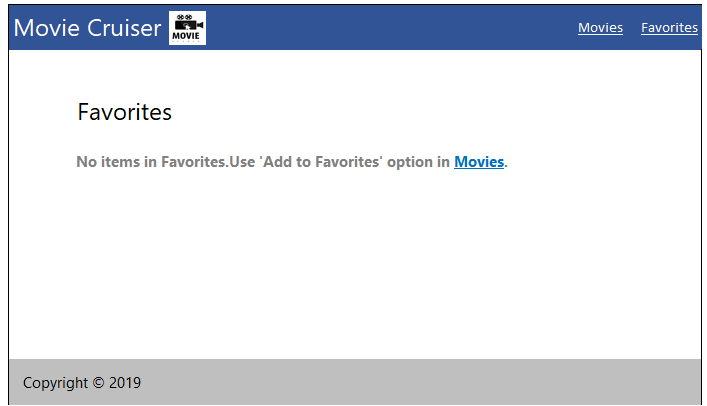 Movie Cruiser
MOVIE
Movies Favorites
Favorites
No items in Favorites.Use 'Add to Favorites' option in Movies.
Copyright © 2019